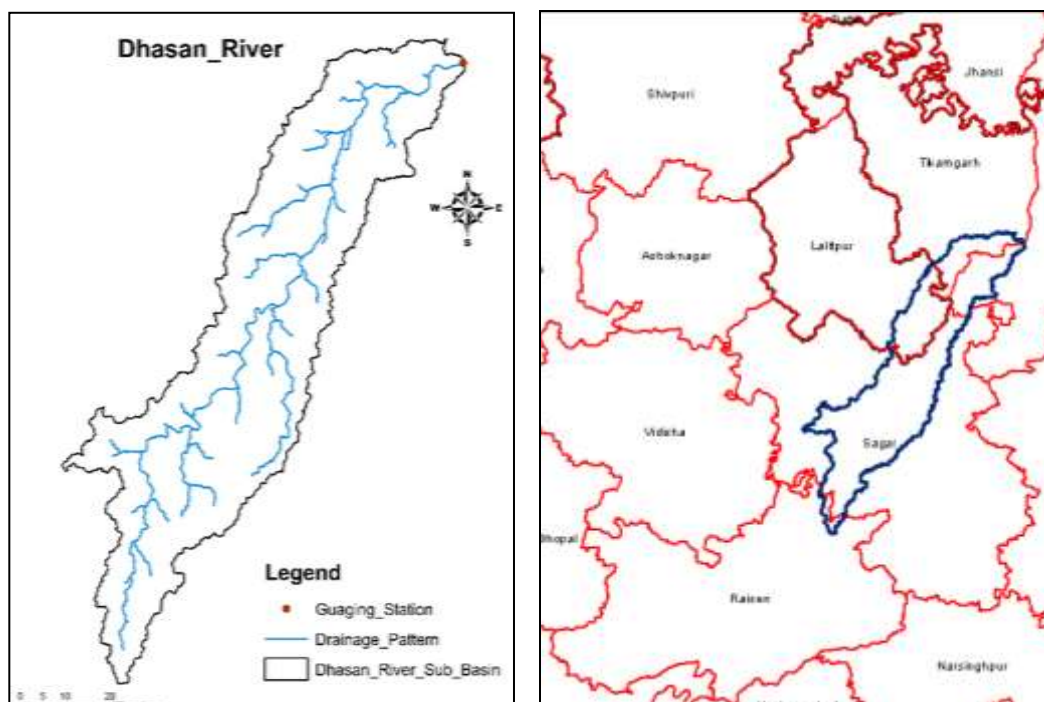 Dhasan_River
N
W E
S
Legend
Guaging_Station
Drainage_Pattern
Dhasan_River_Sub_Basin
0 5 10 20
Shivpuri
Jhansi
Tikamgarh
Lalitpur
Ashoknagar
Vidisha
Sagar
Bhopal
Raisen
Narsinghpur